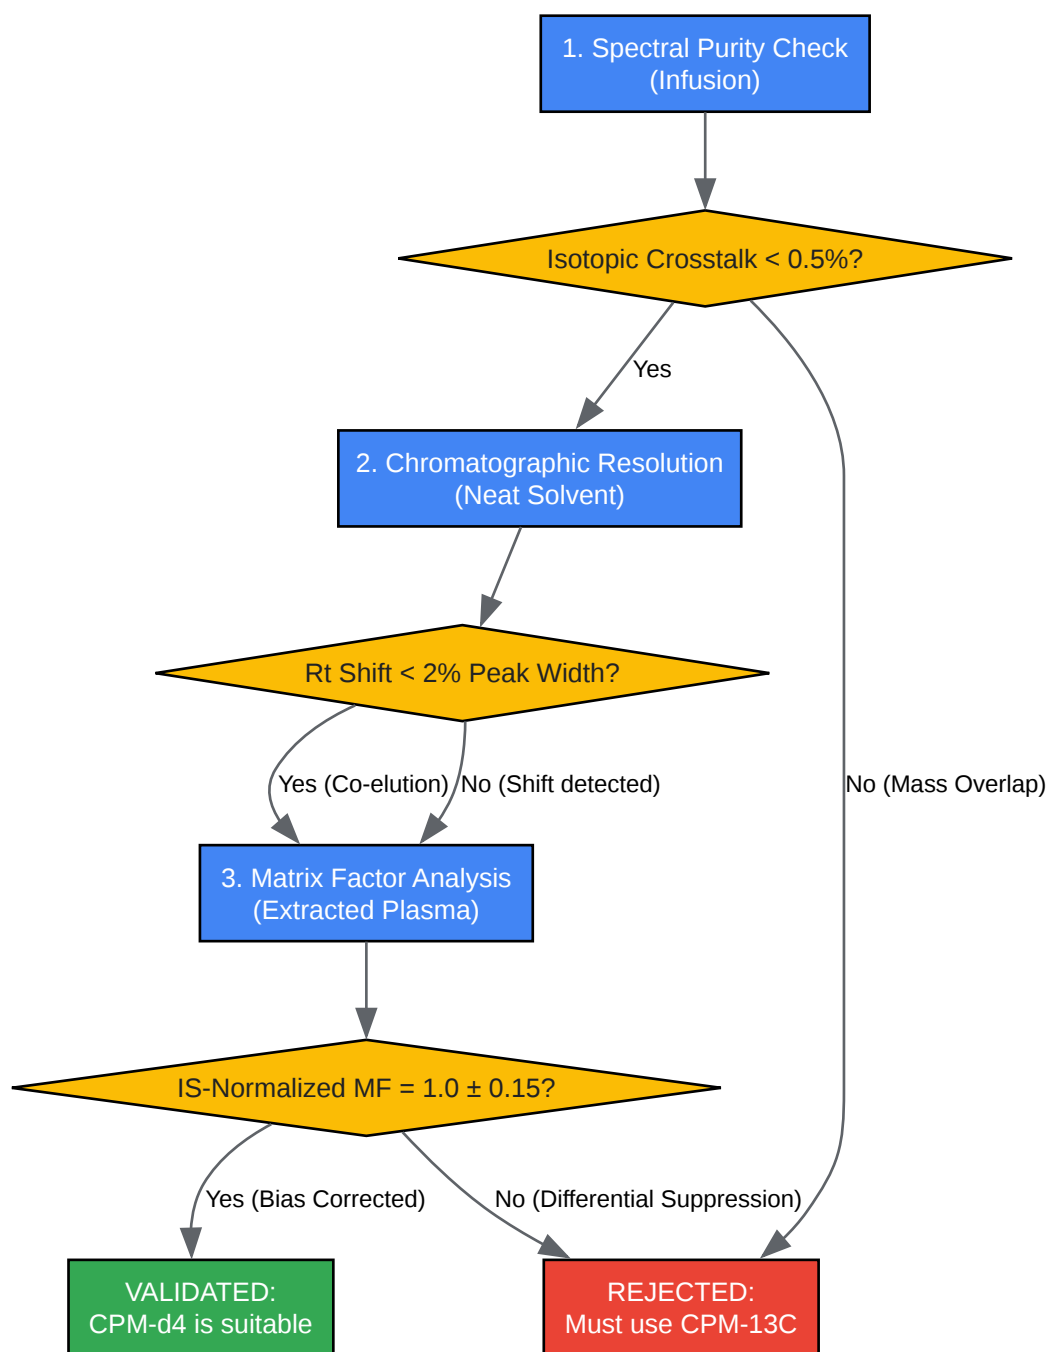 1. Spectral Purity Check
(Infusion)
Isotopic Crosstalk < 0.5%?
Yes
2. Chromatographic Resolution
(Neat Solvent)
Rt Shift < 2% Peak Width?
Yes (Co-elution)
No (Shift detected)
No (Mass Overlap)
3. Matrix Factor Analysis
(Extracted Plasma)
IS-Normalized MF = 1.0 ± 0.15?
Yes (Bias Corrected)
No (Differential Suppression)
VALIDATED:
CPM-d4 is suitable
REJECTED:
Must use CPM-13C